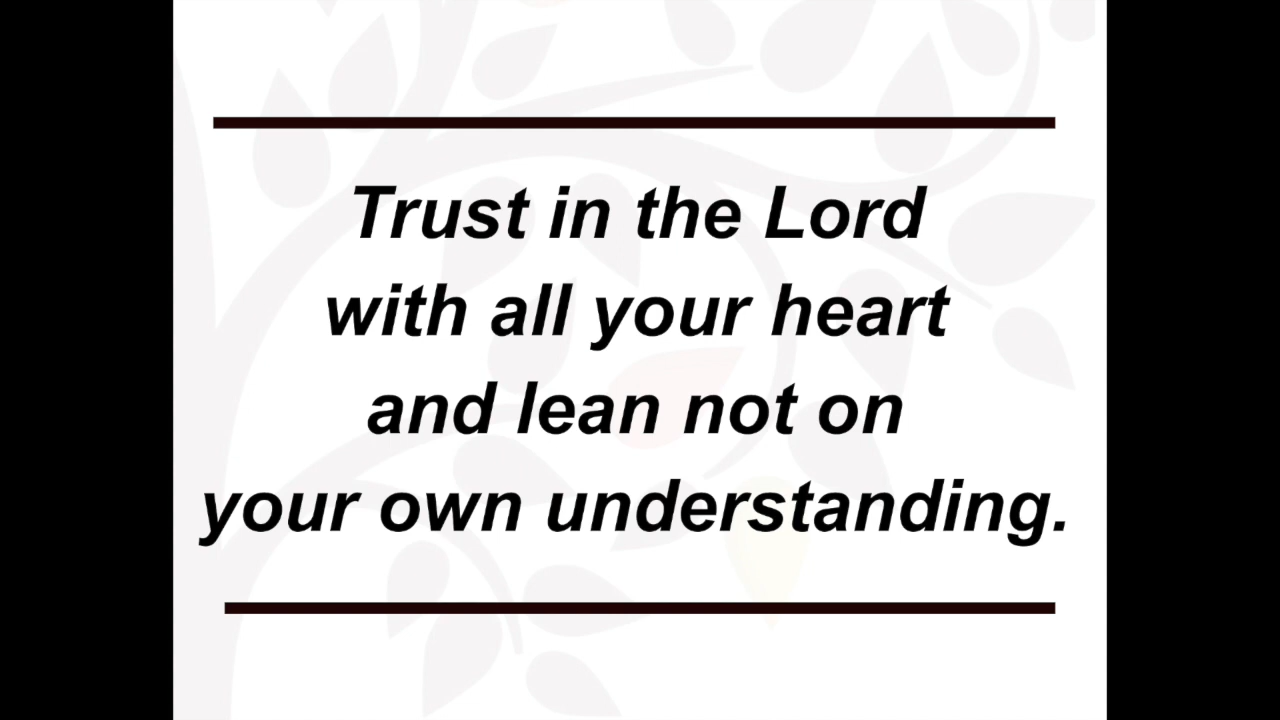 Trust in the Lord
with all your heart
and lean not on
your own understanding.